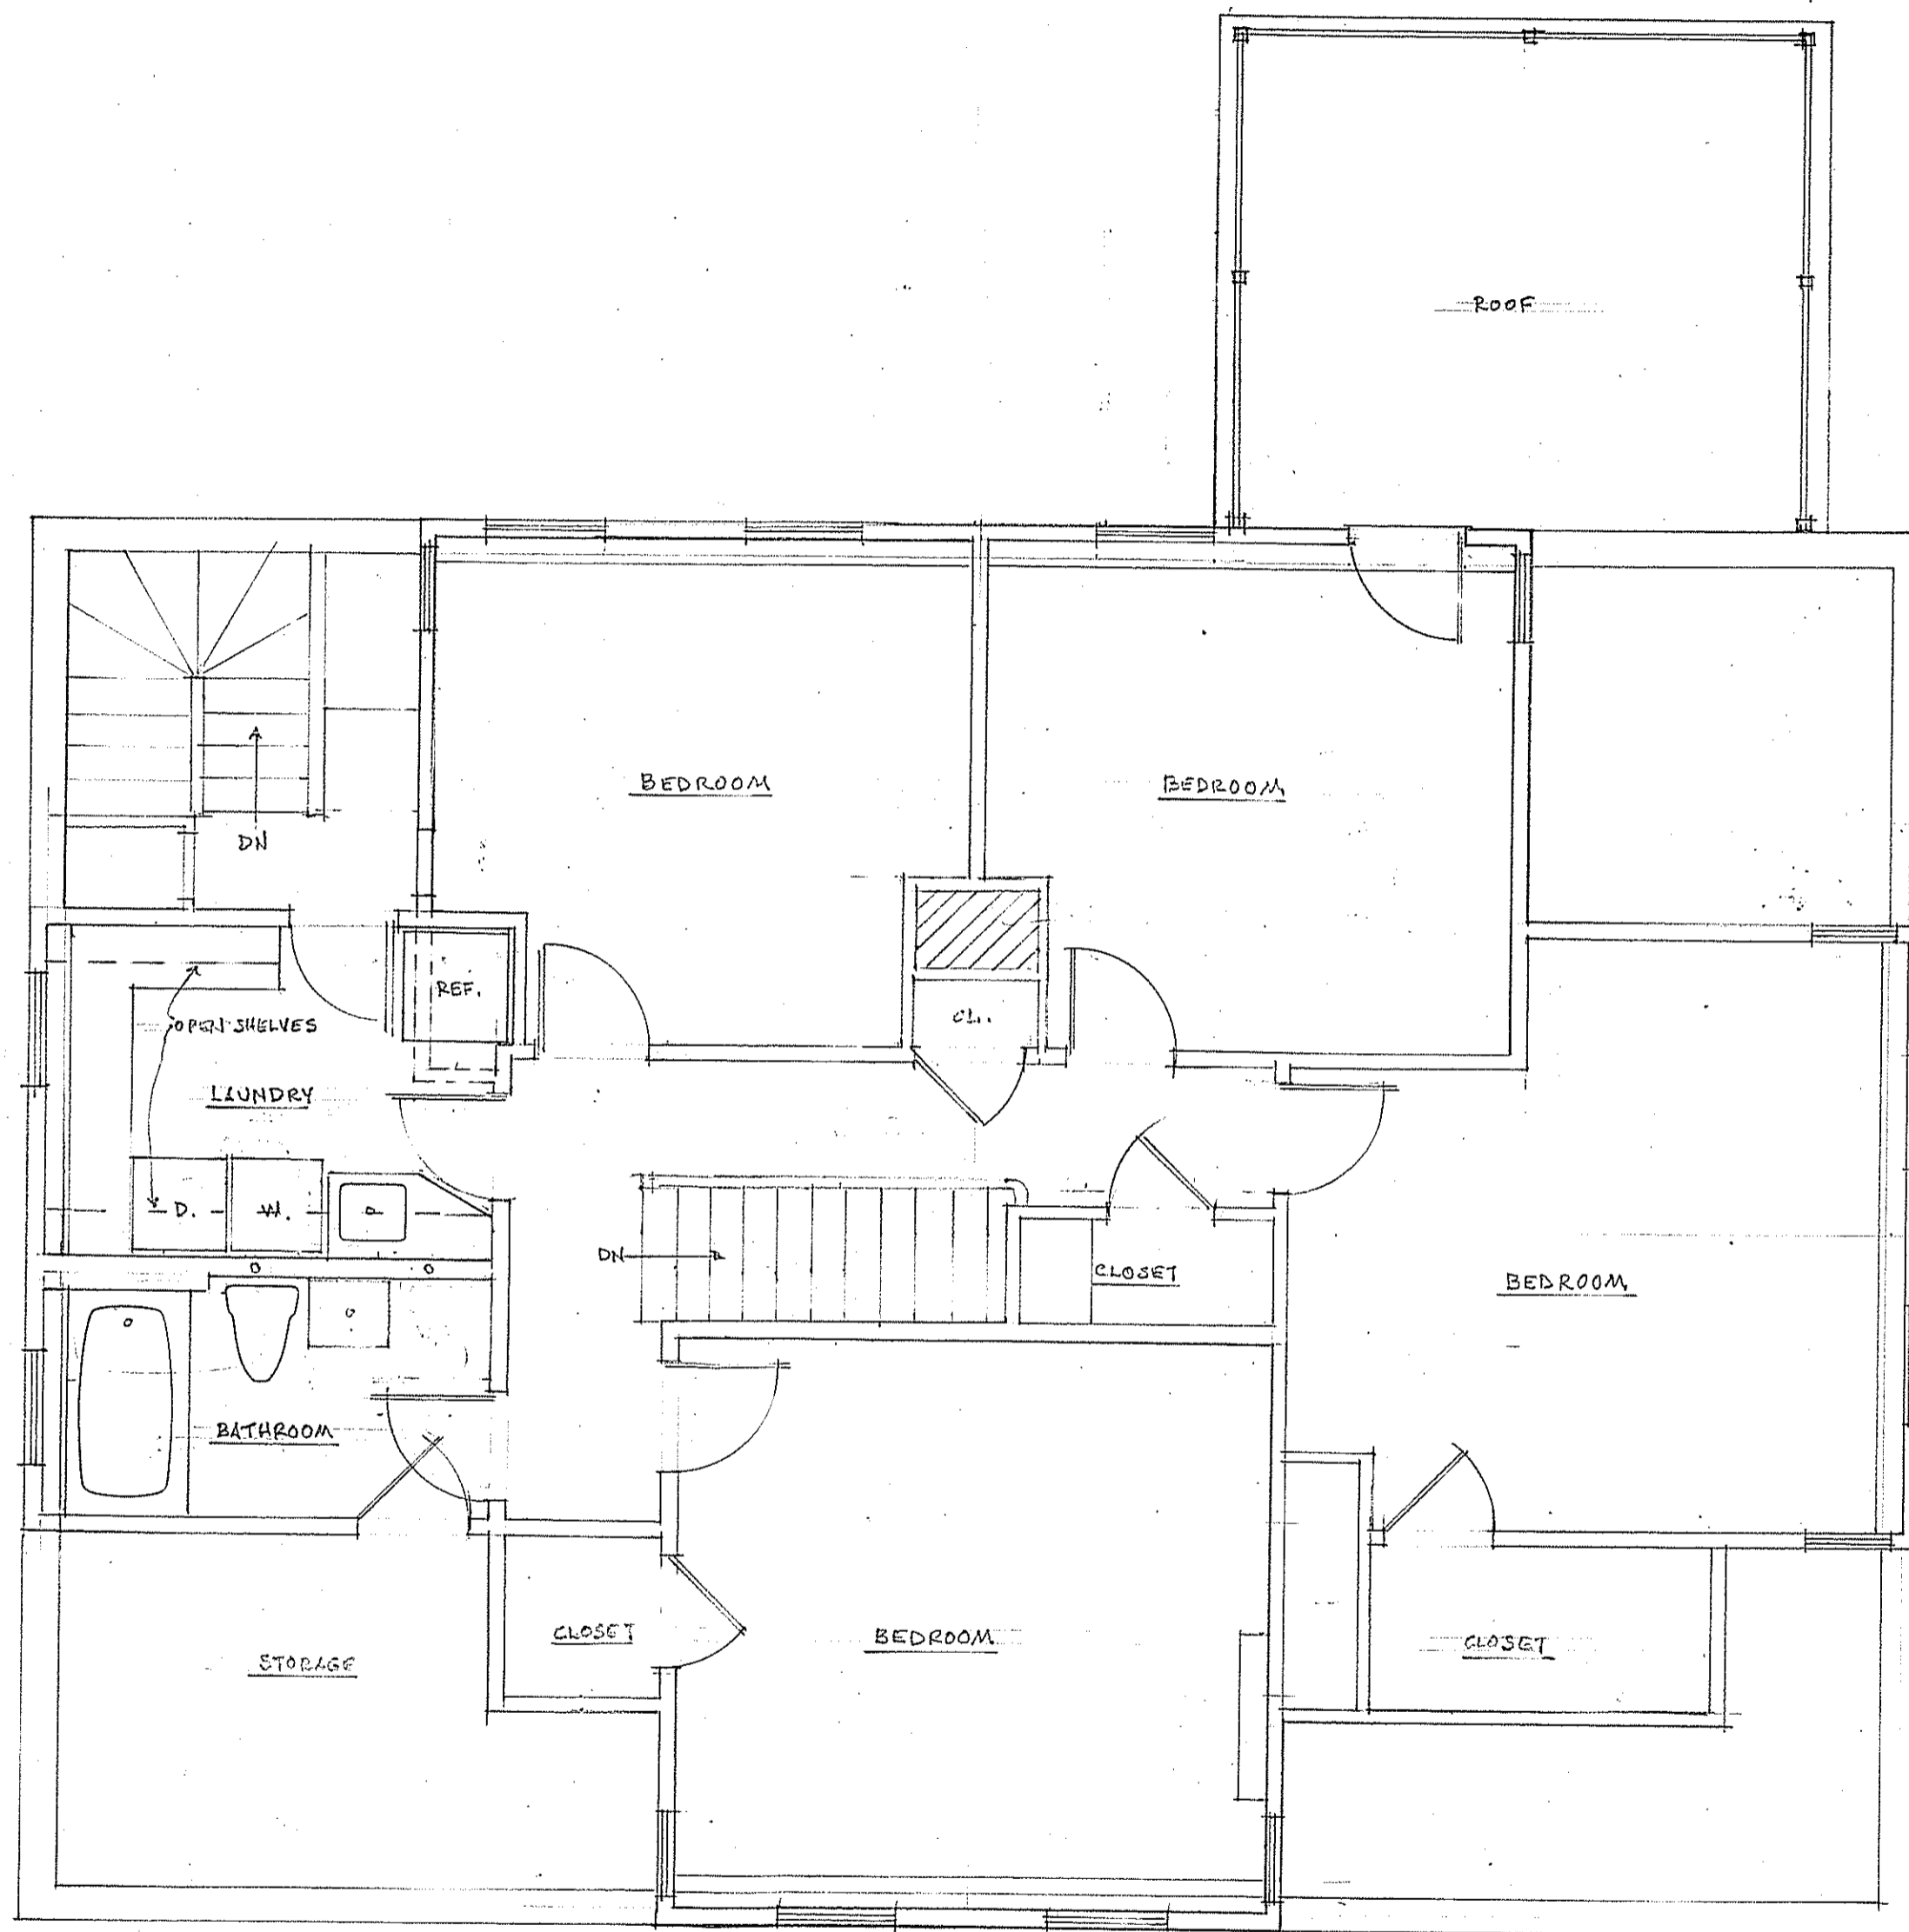 ROOF
BEDROOM
BEDROOM
DN
REF.
CL.
OPEN SHELVES
LAUNDRY
D.
W.
DN
CLOSET
BEDROOM
BATHROOM
CLOSET
BEDROOM
CLOSET
STORAGE